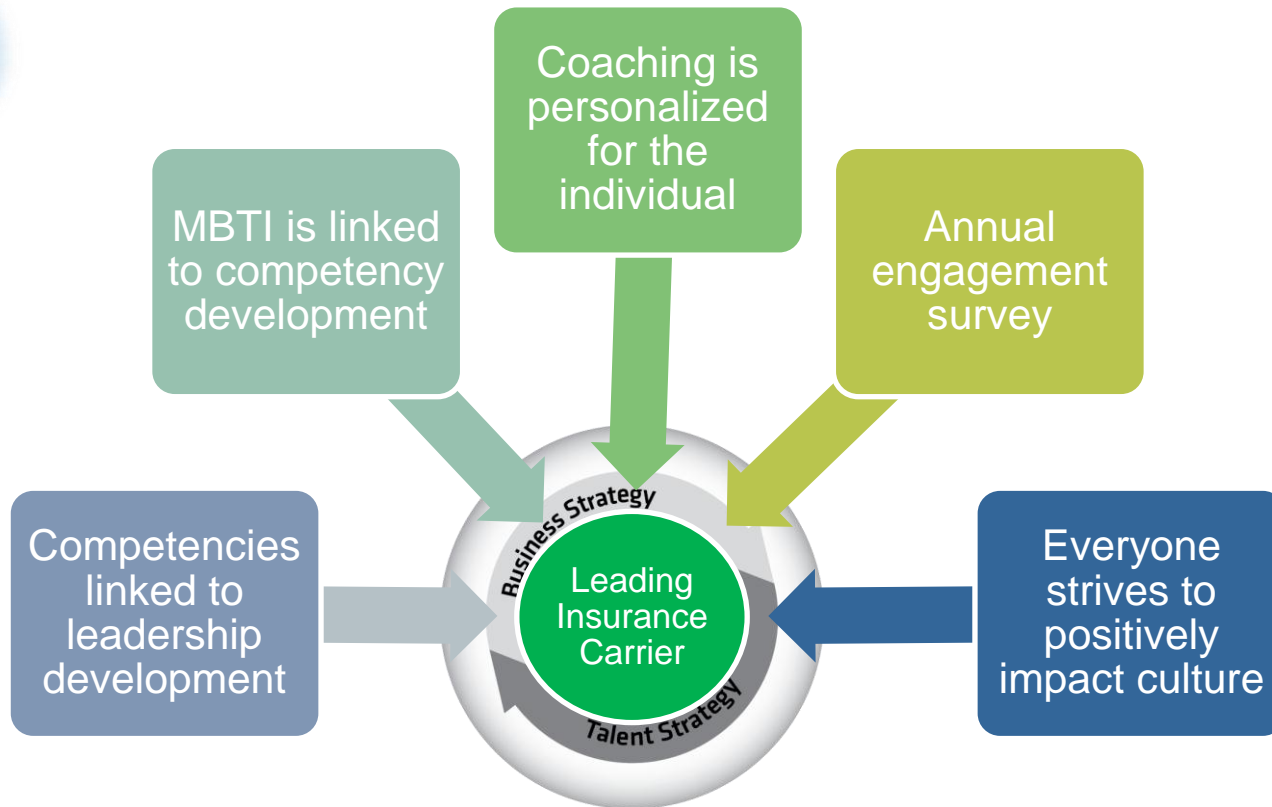 Coaching is
personalized
for the
individual
MBTI is linked
to competency
development
Annual
engagement
survey
Competencies
linked to
leadership
development
Business Strategy
Leading
Insurance
Carrier
Talent Strategy
Everyone
strives to
positively
impact culture